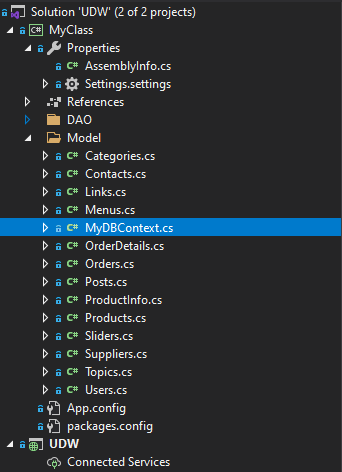 Solution 'UDW' (2 of 2 projects)
C# MyClass
Properties
C# AssemblyInfo.cs
Settings.settings
References
DAO
Model
C# Categories.cs
C# Contacts.cs
C# Links.cs
C# Menus.cs
C# MyDBContext.cs
C# OrderDetails.cs
C# Orders.cs
C# Posts.cs
C# ProductInfo.cs
C# Products.cs
C# Sliders.cs
C# Suppliers.cs
C# Topics.cs
C# Users.cs
App.config
packages.config
UDW
Connected Services